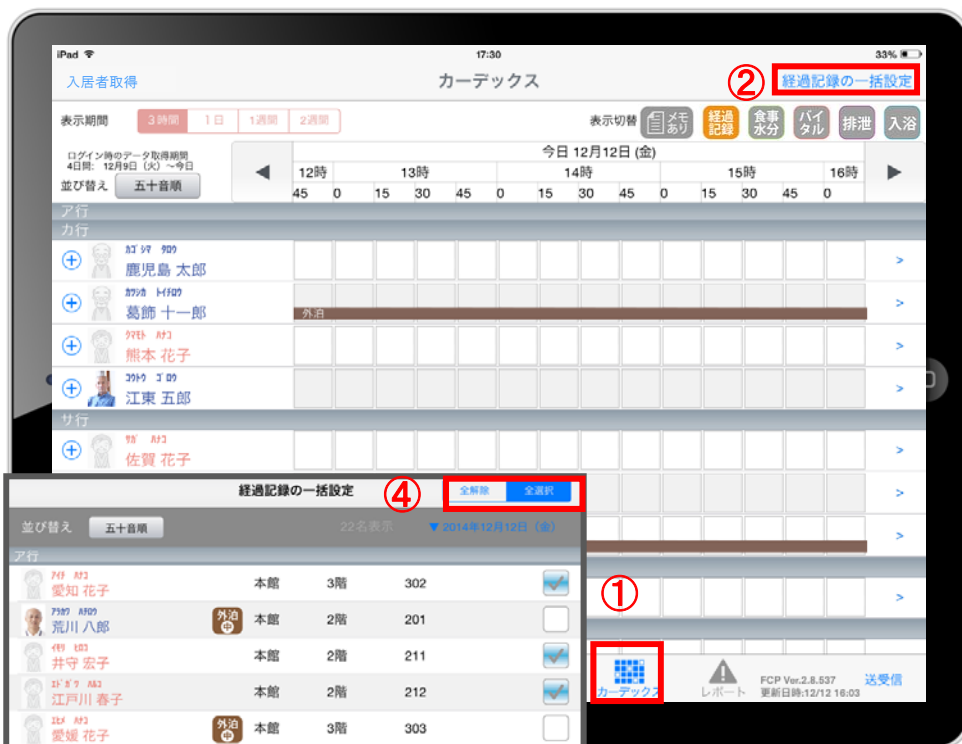 iPad 17:30 33%
入居者取得 カーデックス ② 経過記録の一括設定
表示期間 3時間 1日 1週間 2週間 表示切替 メモあり 経過記録 食事水分 バイタル 排泄 入浴
ログイン時のデータ取得期間
4日間: 12月9日（火）～今日
並び替え 五十音順
◀ 今日 12月12日 (金) ▶
12時 13時 14時 15時 16時
45 0 15 30 45 0 15 30 45 0 15 30 45 0
ア行
カ行
カゴシマ タロウ
鹿児島 太郎 >
カツシカ トイチロウ
葛飾 十一郎 外泊 >
クマモト ハナコ
熊本 花子 >
コウトウ ゴロウ
江東 五郎 >
サ行
サガ ハナコ
佐賀 花子 >
>
>
>
経過記録の一括設定 ④ 全解除 全選択
並び替え 五十音順 22名表示 ▼ 2014年12月12日（金）
ア行
アイチ ハナコ
愛知 花子 本館 3階 302
アラカワ ハチロウ
荒川 八郎 外泊中 本館 2階 201
イモリ ヒロコ
井守 宏子 本館 2階 211
エドガワ ハルコ
江戸川 春子 本館 2階 212
エヒメ ハナコ
愛媛 花子 外泊中 本館 3階 303
①
カーデックス レポート FCP Ver.2.8.537 送受信
更新日時:12/12 16:03